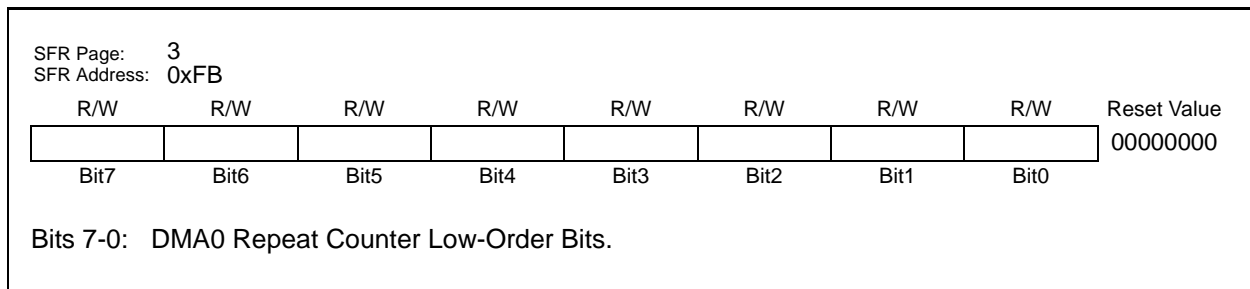 SFR Page: 3
SFR Address: 0xFB
R/W R/W R/W R/W R/W R/W R/W R/W Reset Value
00000000
Bit7 Bit6 Bit5 Bit4 Bit3 Bit2 Bit1 Bit0
Bits 7-0: DMA0 Repeat Counter Low-Order Bits.